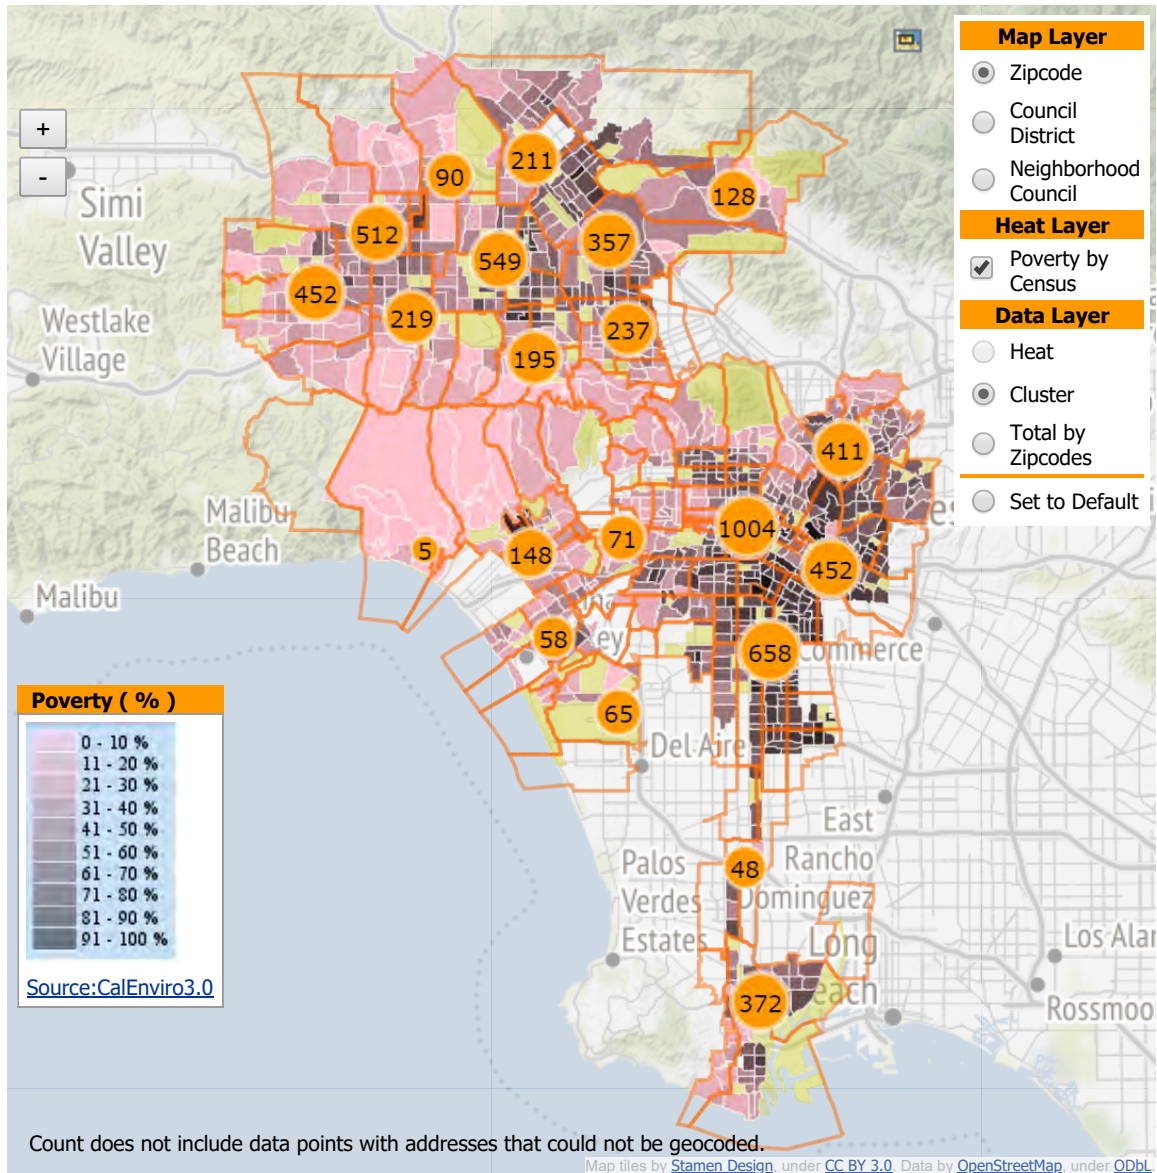 Map Layer
Zipcode
Council
District
Neighborhood
Council
Heat Layer
Poverty by
Census
Data Layer
Heat
Cluster
Total by
Zipcodes
Set to Default
+
-
Simi
Valley
Westlake
Village
Malibu
Beach
Malibu
90
211
128
512
549
357
452
219
237
195
411
5
148
71
1004
452
58
ey
658
Commerce
65
Del Aire
East
Rancho
Dominguez
48
Palos
Verdes
Estates
Long
each
372
Los Alar
Rossmoo
Poverty ( % )
0 - 10 %
11 - 20 %
21 - 30 %
31 - 40 %
41 - 50 %
51 - 60 %
61 - 70 %
71 - 80 %
81 - 90 %
91 - 100 %
Source:CalEnviro3.0
Count does not include data points with addresses that could not be geocoded.
Map tiles by Stamen Design, under CC BY 3.0. Data by OpenStreetMap, under ODbL